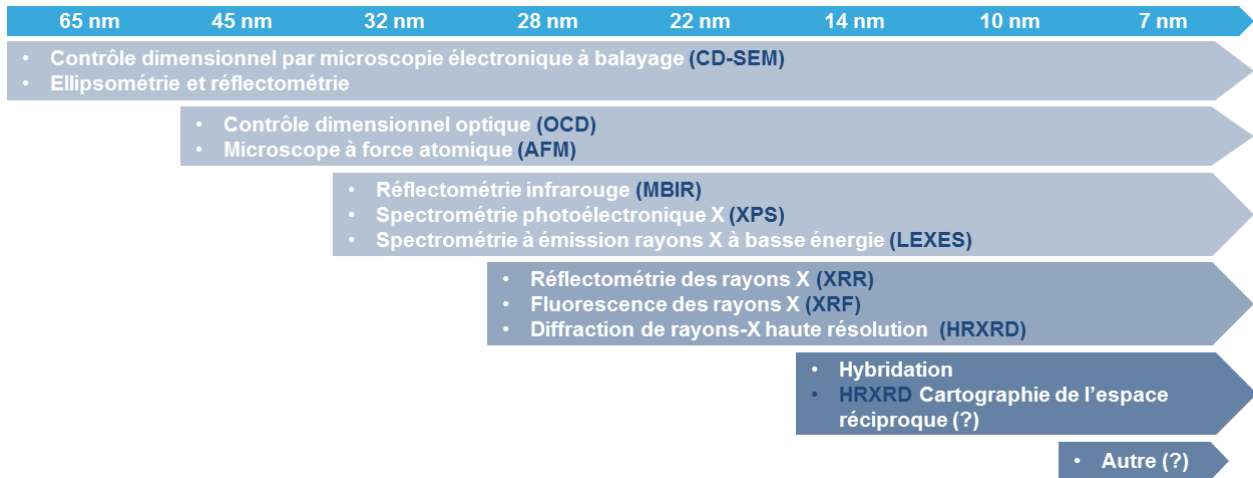 65 nm 45 nm 32 nm 28 nm 22 nm 14 nm 10 nm 7 nm
• Contrôle dimensionnel par microscopie électronique à balayage (CD-SEM)
• Ellipsométrie et réflectométrie
• Contrôle dimensionnel optique (OCD)
• Microscope à force atomique (AFM)
• Réflectométrie infrarouge (MBIR)
• Spectrométrie photoélectronique X (XPS)
• Spectrométrie à émission rayons X à basse énergie (LEXES)
• Réflectométrie des rayons X (XRR)
• Fluorescence des rayons X (XRF)
• Diffraction de rayons-X haute résolution (HRXRD)
• Hybridation
• HRXRD Cartographie de l'espace
réciproque (?)
• Autre (?)